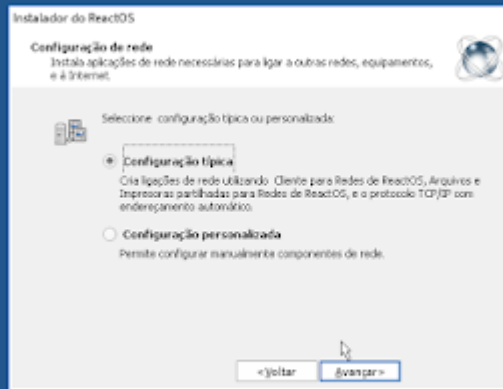 Instalador do ReactOS
Configuração de rede
Instala aplicações de rede necessárias para ligar a outras redes, equipamentos,
e à Internet.
Seleccione configuração típica ou personalizada:
Configuração típica
Cria ligações de rede utilizando Cliente para Redes de ReactOS, Arquivos e
Impresoras partilhadas para Redes de ReactOS, e o protocolo TCP/IP com
endereçamento automático.
Configuração personalizada
Permite configurar manualmente componentes de rede.
<Voltar Avançar>